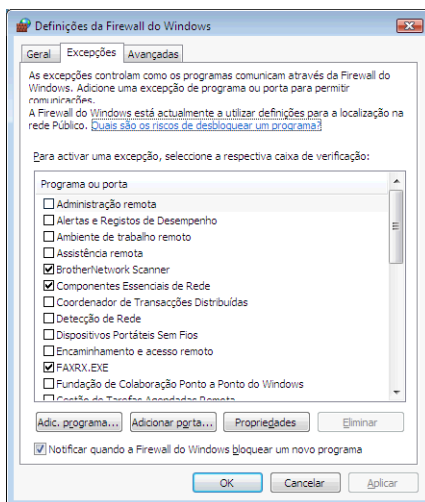 Definições da Firewall do Windows
Geral Excepções Avançadas
As excepções controlam como os programas comunicam através da Firewall do
Windows. Adicione uma excepção de programa ou porta para permitir
comunicações.
A Firewall do Windows está actualmente a utilizar definições para a localização na
rede Público. Quais são os riscos de desbloquear um programa?
Para activar uma excepção, seleccione a respectiva caixa de verificação:
Programa ou porta
Administração remota
Alertas e Registos de Desempenho
Ambiente de trabalho remoto
Assistência remota
BrotherNetwork Scanner
Componentes Essenciais de Rede
Coordenador de Transacções Distribuídas
Detecção de Rede
Dispositivos Portáteis Sem Fios
Encaminhamento e acesso remoto
FAXRX.EXE
Fundação de Colaboração Ponto a Ponto do Windows
Gestão de Tarefas Agendadas Remota
Adic. programa... Adicionar porta... Propriedades Eliminar
Notificar quando a Firewall do Windows bloquear um novo programa
OK Cancelar Aplicar